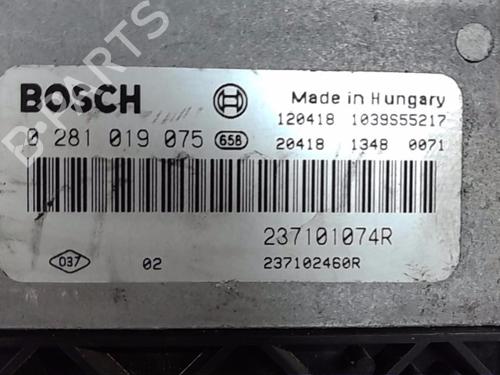 BOSCH
Made in Hungary
120418 1039S55217
0 281 019 075 658
20418 1348 0071
237101074R
037 02 237102460R